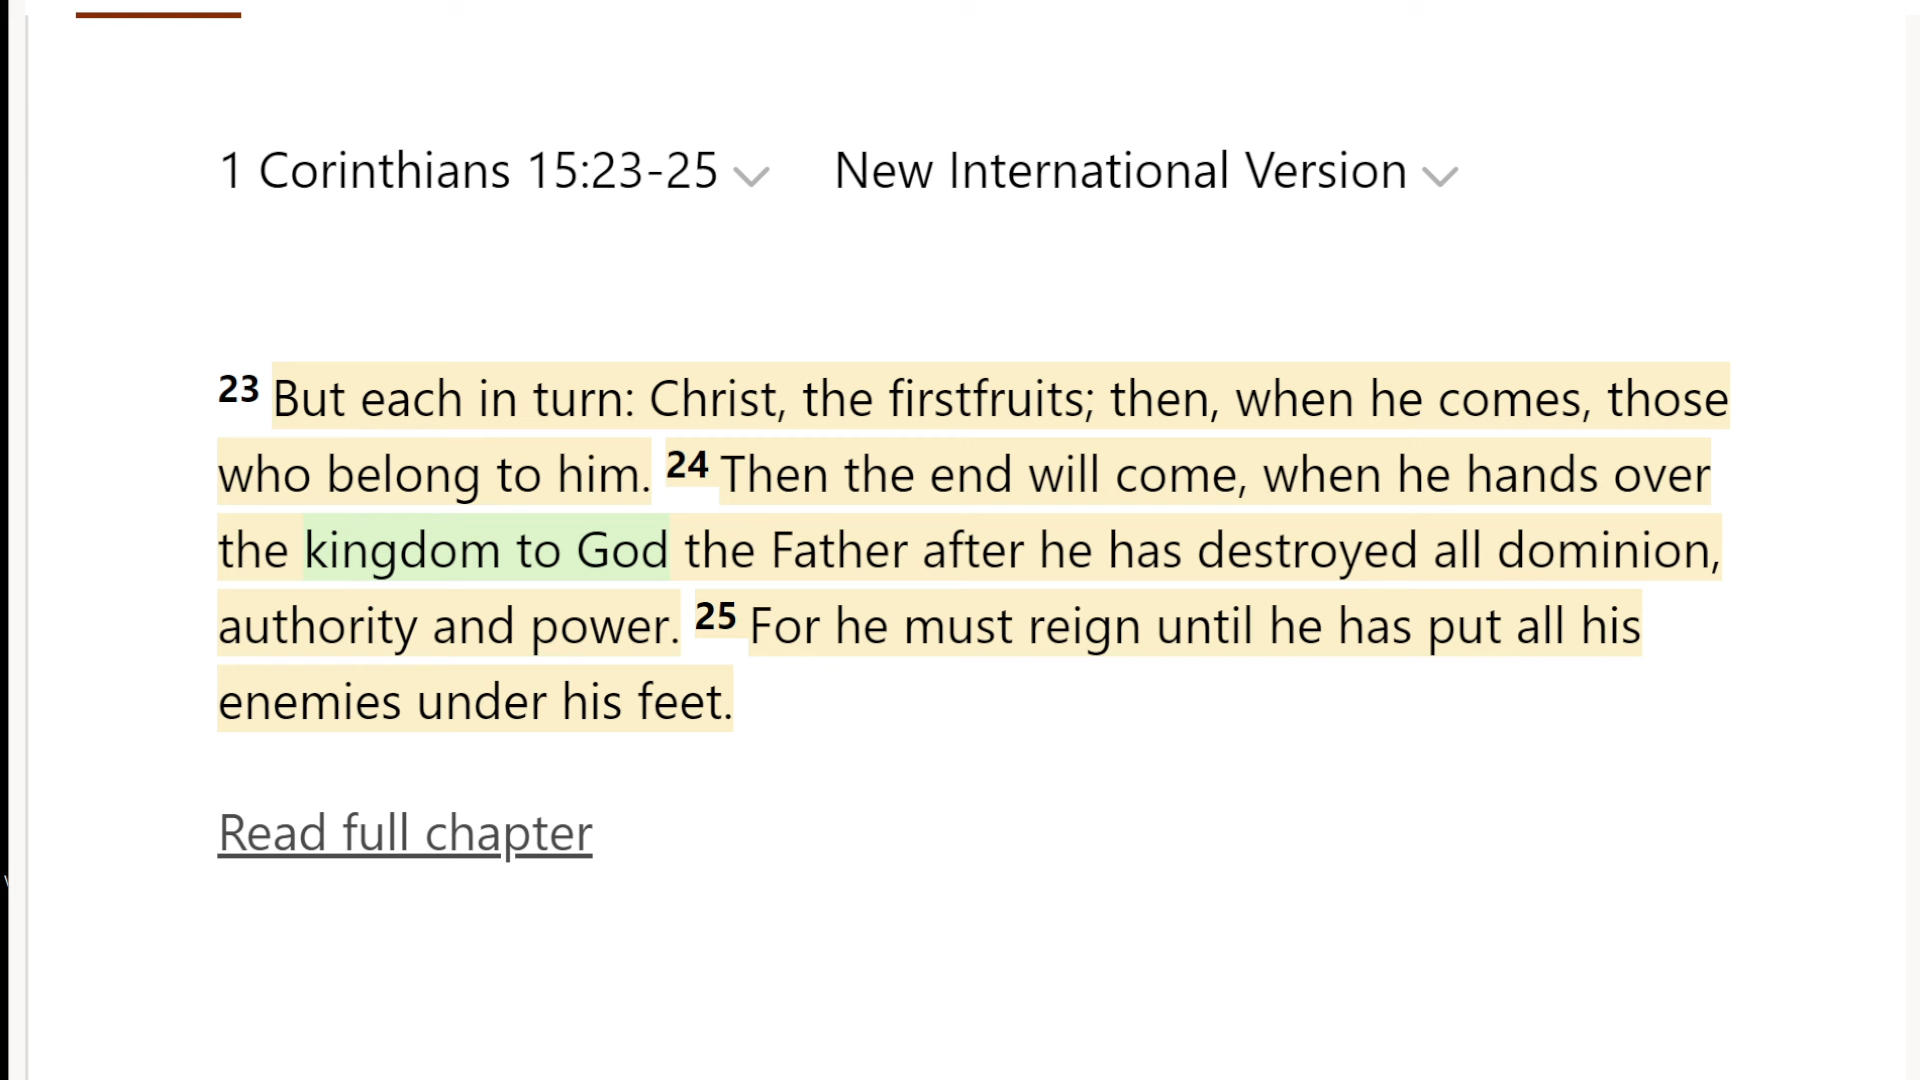 1 Corinthians 15:23-25 New International Version
23 But each in turn: Christ, the firstfruits; then, when he comes, those
who belong to him. 24 Then the end will come, when he hands over
the kingdom to God the Father after he has destroyed all dominion,
authority and power. 25 For he must reign until he has put all his
enemies under his feet.
Read full chapter